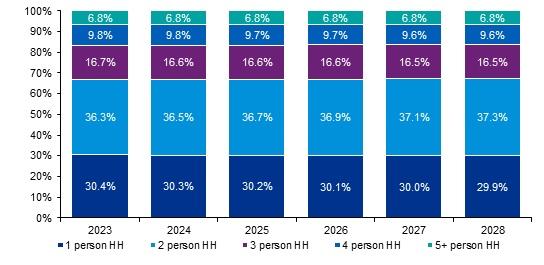 100%
90%
80%
70%
60%
50%
40%
30%
20%
10%
0%
6.8% 6.8% 6.8% 6.8% 6.8% 6.8%
9.8% 9.8% 9.7% 9.7% 9.6% 9.6%
16.7% 16.6% 16.6% 16.6% 16.5% 16.5%
36.3% 36.5% 36.7% 36.9% 37.1% 37.3%
30.4% 30.3% 30.2% 30.1% 30.0% 29.9%
2023 2024 2025 2026 2027 2028
1 person HH 2 person HH 3 person HH 4 person HH 5+ person HH